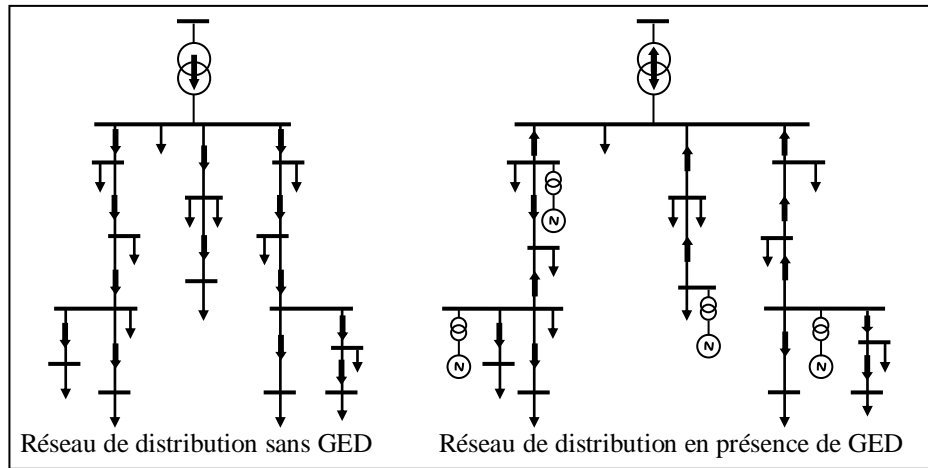 N
N
N
N
Réseau de distribution sans GED
Réseau de distribution en présence de GED